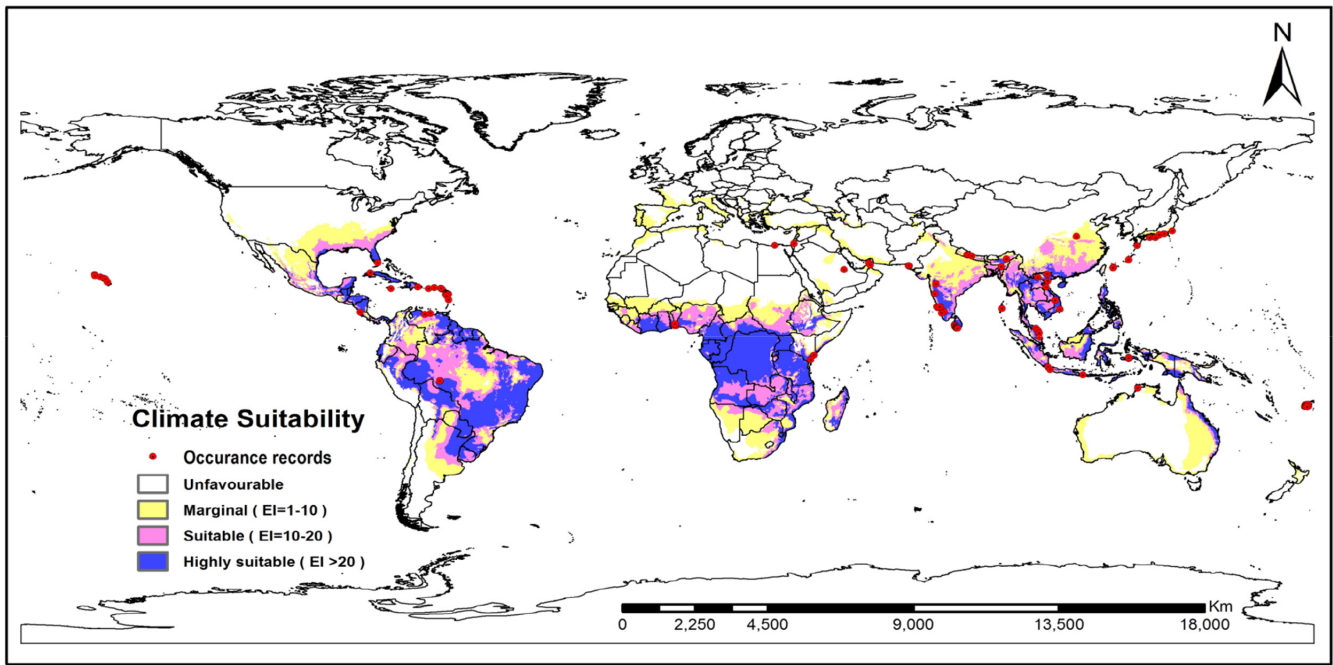 N
Climate Suitability
Occurance records
Unfavourable
Marginal ( EI=1-10)
Suitable ( EI=10-20)
Highly suitable ( EI >20 )
Km
0 2,250 4,500 9,000 13,500 18,000